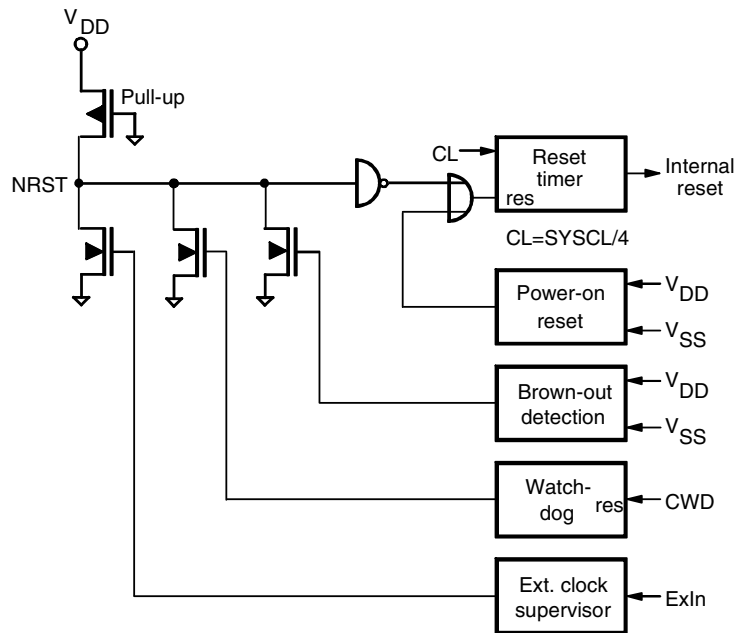 VDD
Pull-up
NRST
CL
Reset
timer
res
Internal
reset
CL=SYSCL/4
Power-on
reset
VDD
VSS
Brown-out
detection
VDD
VSS
Watch-
dog
res
CWD
Ext. clock
supervisor
ExIn